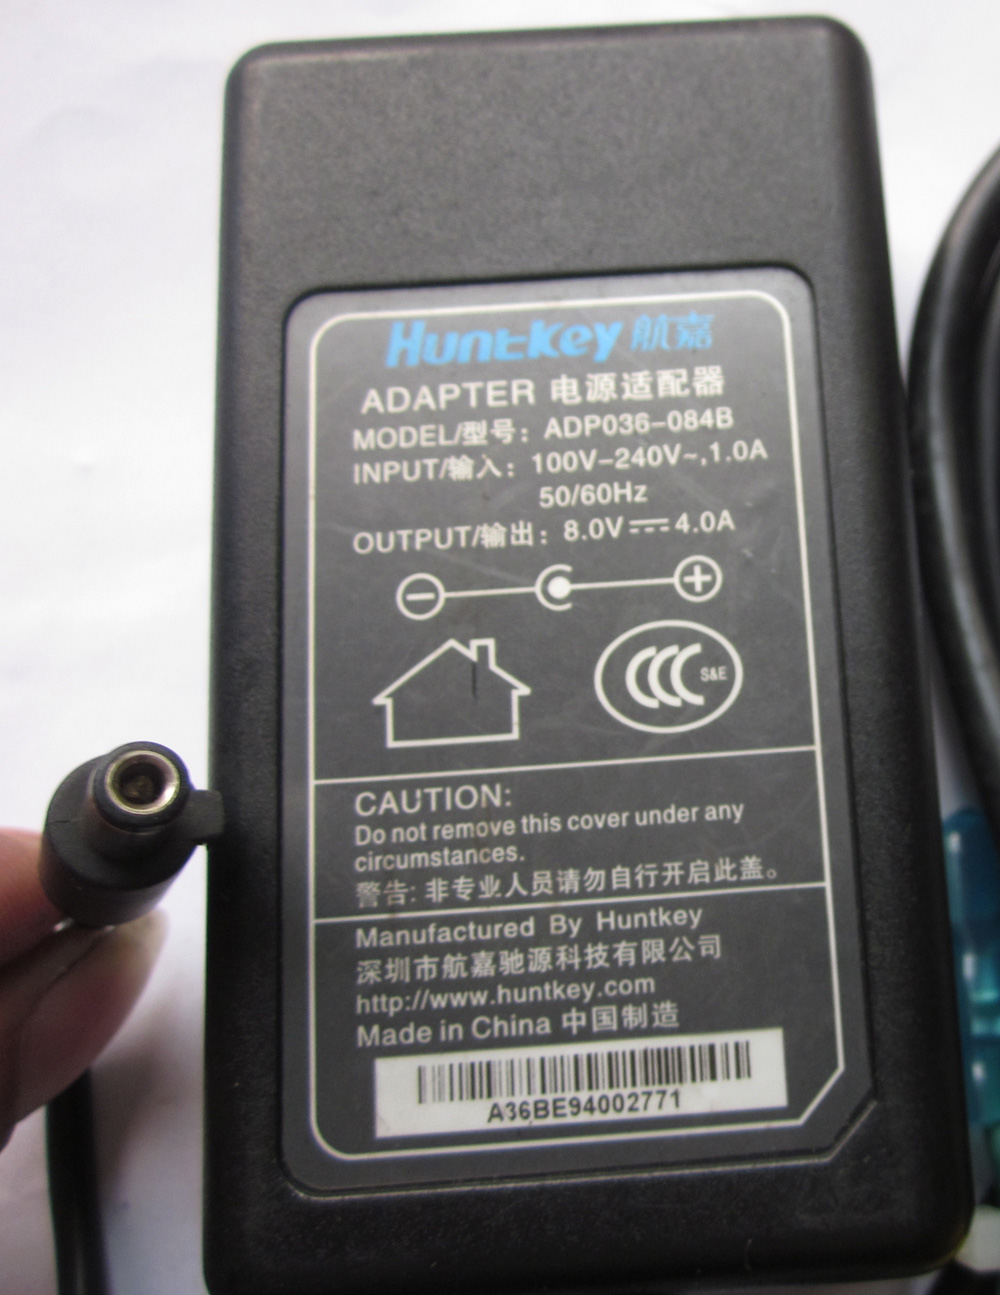 Huntkey 航嘉
ADAPTER 电源适配器
MODEL/型号: ADP036-084B
INPUT/输入: 100V-240V~,1.0A
50/60Hz
OUTPUT/输出: 8.0V⎓4.0A
− +
CCC S&E
CAUTION:
Do not remove this cover under any
circumstances.
警告: 非专业人员请勿自行开启此盖。
Manufactured By Huntkey
深圳市航嘉驰源科技有限公司
http://www.huntkey.com
Made in China 中国制造
A36BE94002771